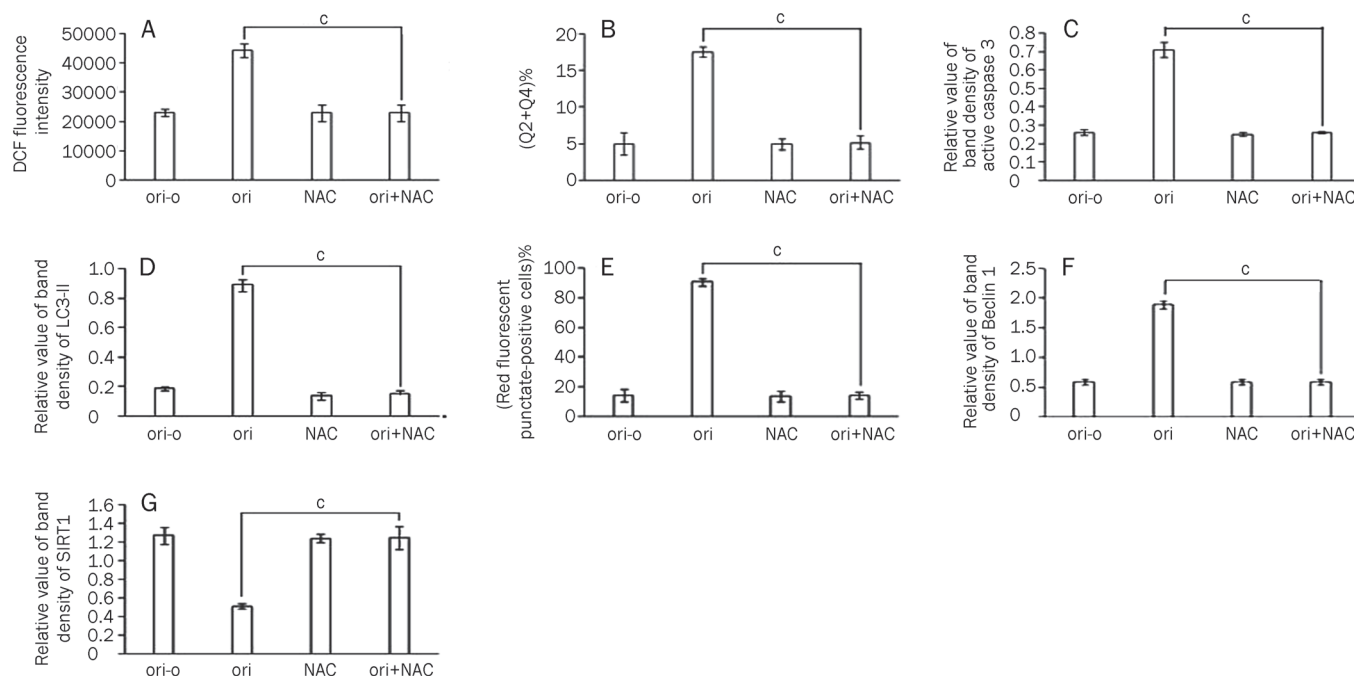 A
c
DCF fluorescence
intensity
50000
40000
30000
20000
10000
0
ori-o ori NAC ori+NAC
B
c
(Q2+Q4)%
20
15
10
5
0
ori-o ori NAC ori+NAC
C
c
Relative value of
band density of
active caspase 3
0.8
0.7
0.6
0.5
0.4
0.3
0.2
0.1
0
ori-o ori NAC ori+NAC
D
c
Relative value of band
density of LC3-II
1.0
0.8
0.6
0.4
0.2
0
ori-o ori NAC ori+NAC
E
c
(Red fluorescent
punctate-positive cells)%
100
80
60
40
20
0
ori-o ori NAC ori+NAC
F
c
Relative value of band
density of Beclin 1
2.5
2.0
1.5
1.0
0.5
0
ori-o ori NAC ori+NAC
G
c
Relative value of band
density of SIRT1
1.6
1.4
1.2
1.0
0.8
0.6
0.4
0.2
0
ori-o ori NAC ori+NAC